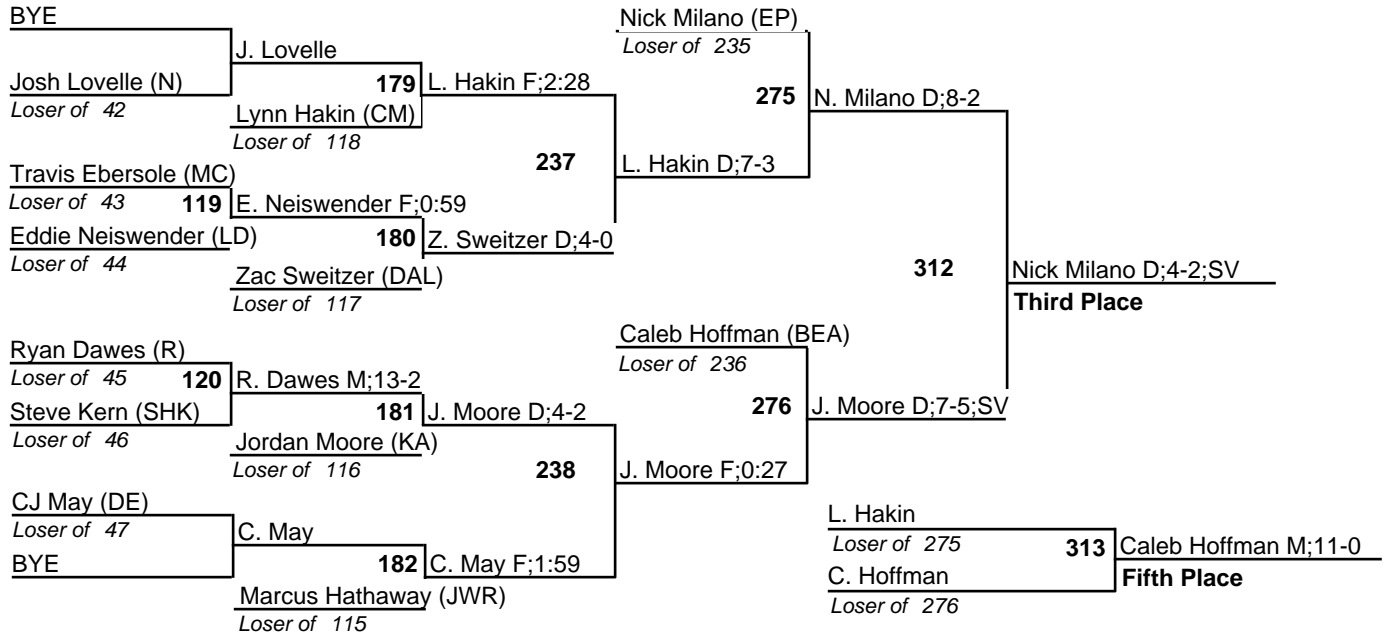 BYE
J. Lovelle
Josh Lovelle (N)
Loser of 42
179
L. Hakin F;2:28
Lynn Hakin (CM)
Loser of 118
Travis Ebersole (MC)
Loser of 43
119
E. Neiswender F;0:59
Eddie Neiswender (LD)
Loser of 44
180
Z. Sweitzer D;4-0
Zac Sweitzer (DAL)
Loser of 117
237
L. Hakin D;7-3
Nick Milano (EP)
Loser of 235
275
N. Milano D;8-2
Ryan Dawes (R)
Loser of 45
120
R. Dawes M;13-2
Steve Kern (SHK)
Loser of 46
181
J. Moore D;4-2
Jordan Moore (KA)
Loser of 116
CJ May (DE)
Loser of 47
C. May
BYE
182
C. May F;1:59
Marcus Hathaway (JWR)
Loser of 115
238
J. Moore F;0:27
Caleb Hoffman (BEA)
Loser of 236
276
J. Moore D;7-5;SV
312
Nick Milano D;4-2;SV
Third Place
L. Hakin
Loser of 275
313
Caleb Hoffman M;11-0
C. Hoffman
Fifth Place
Loser of 276